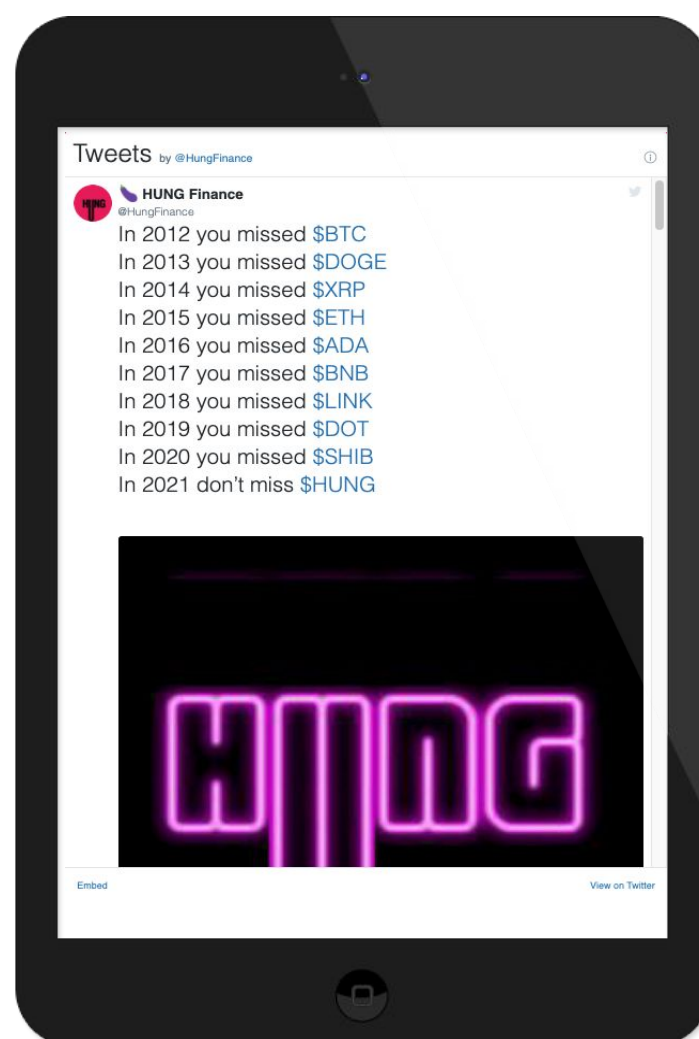 Tweets by @HungFinance
HUNG
🍆 HUNG Finance
@HungFinance
In 2012 you missed $BTC
In 2013 you missed $DOGE
In 2014 you missed $XRP
In 2015 you missed $ETH
In 2016 you missed $ADA
In 2017 you missed $BNB
In 2018 you missed $LINK
In 2019 you missed $DOT
In 2020 you missed $SHIB
In 2021 don't miss $HUNG
HUNG
Embed
View on Twitter